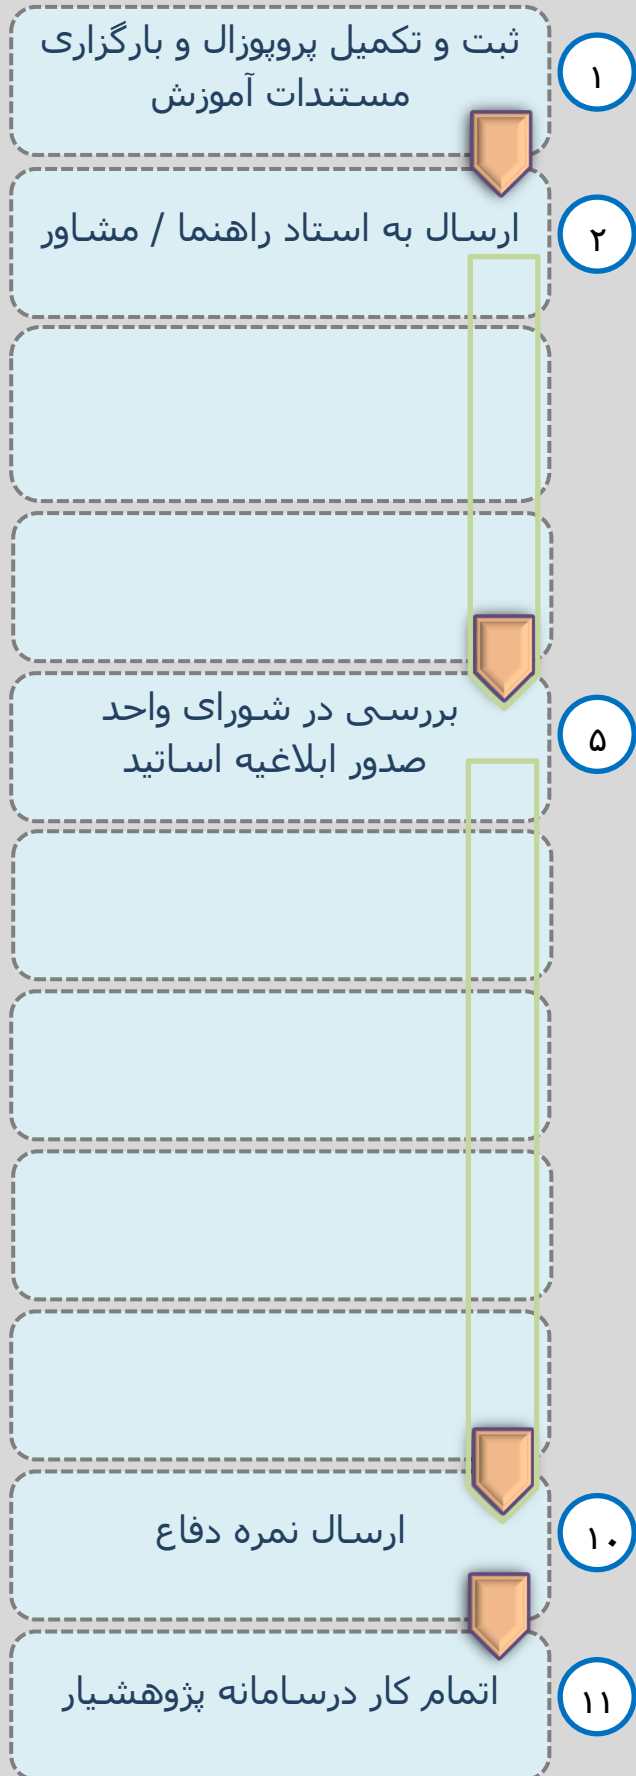 ثبت و تکمیل پروپوزال و بارگزاری
مستندات آموزش
۱
ارسال به استاد راهنما / مشاور
۲
بررسی در شورای واحد
صدور ابلاغیه اساتید
۵
ارسال نمره دفاع
۱۰
اتمام کار درسامانه پژوهشیار
۱۱